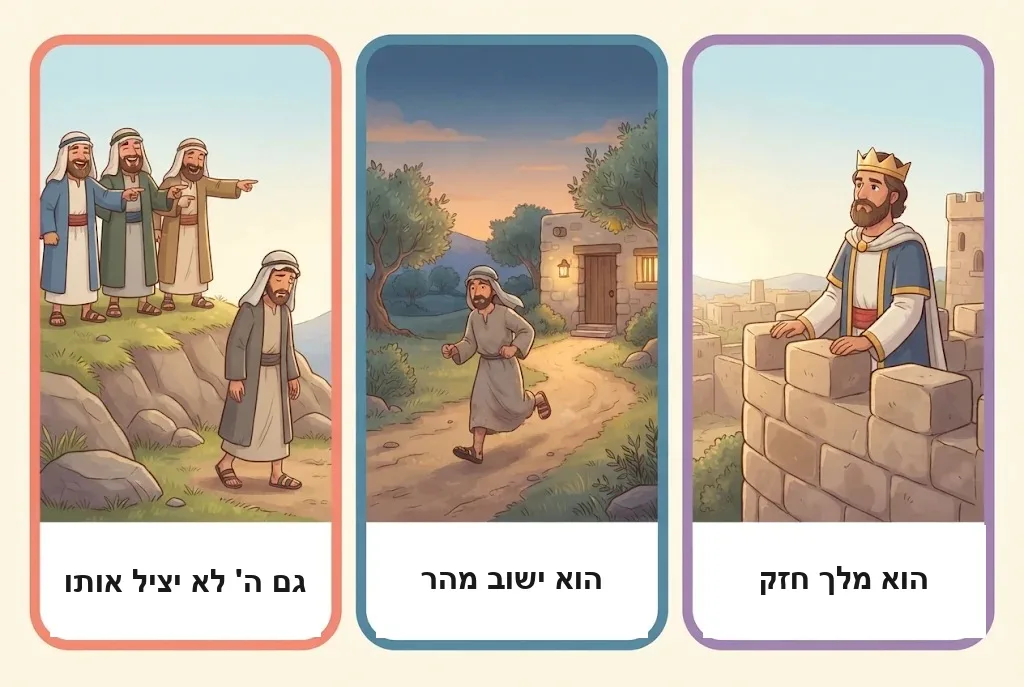 הוא מלך חזק
הוא ישוב מהר
גם ה' לא יציל אותו